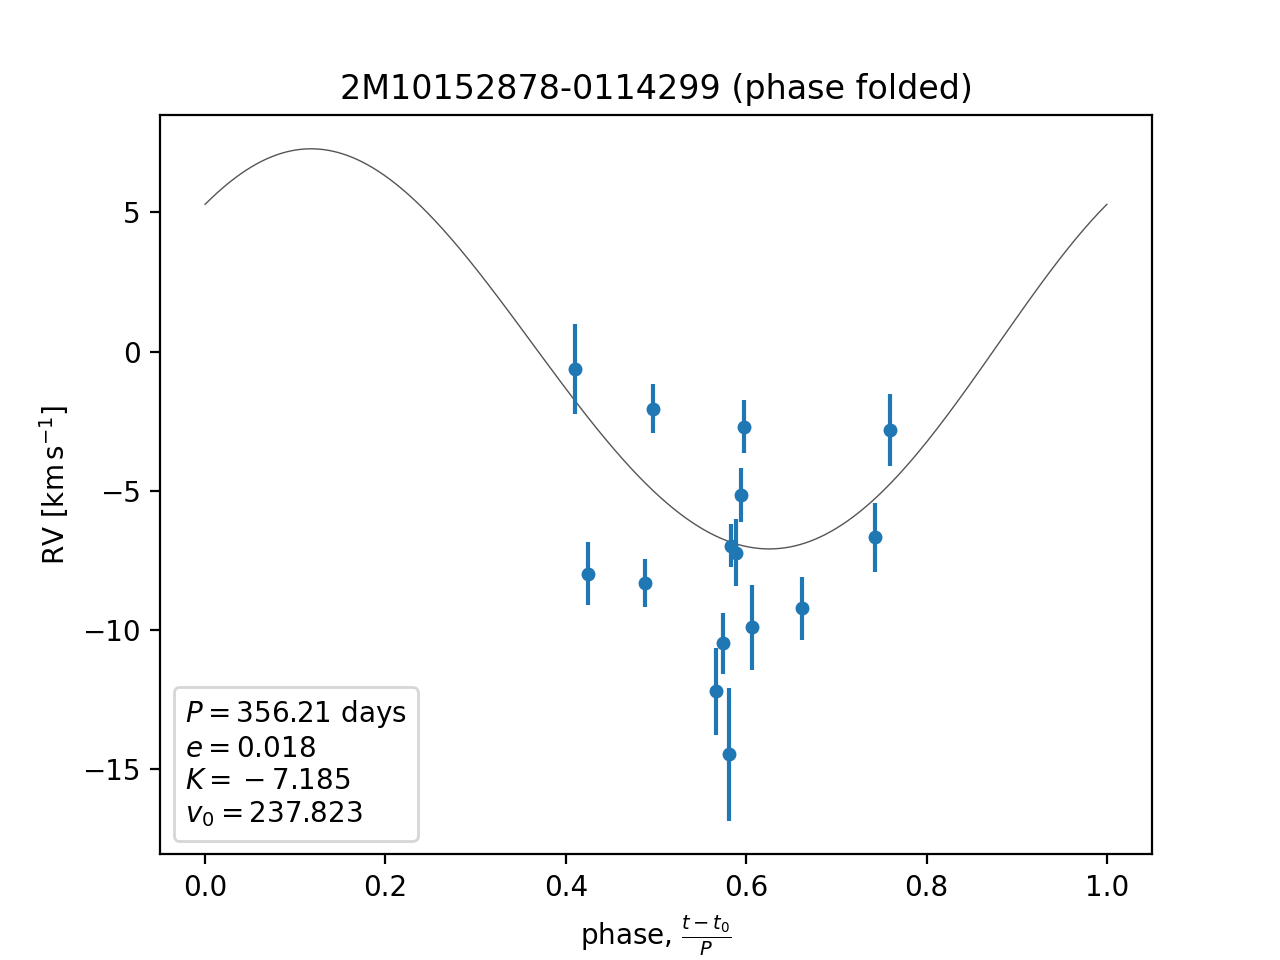 2M10152878-0114299 (phase folded)
5
0
−5
−10
−15
RV [km s⁻¹]
P = 356.21 days
e = 0.018
K = −7.185
v₀ = 237.823
0.0 0.2 0.4 0.6 0.8 1.0
phase, (t − t₀)/P